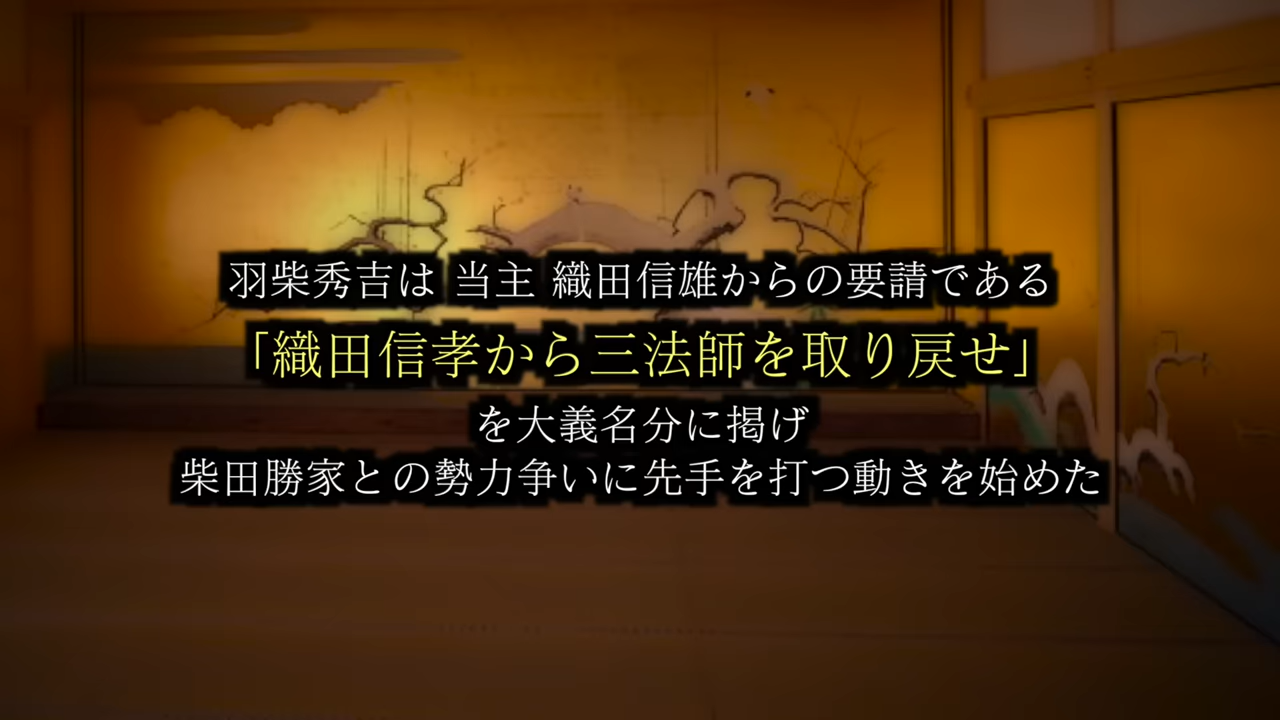 羽柴秀吉は 当主 織田信雄からの要請である
「織田信孝から三法師を取り戻せ」
を大義名分に掲げ
柴田勝家との勢力争いに先手を打つ動きを始めた